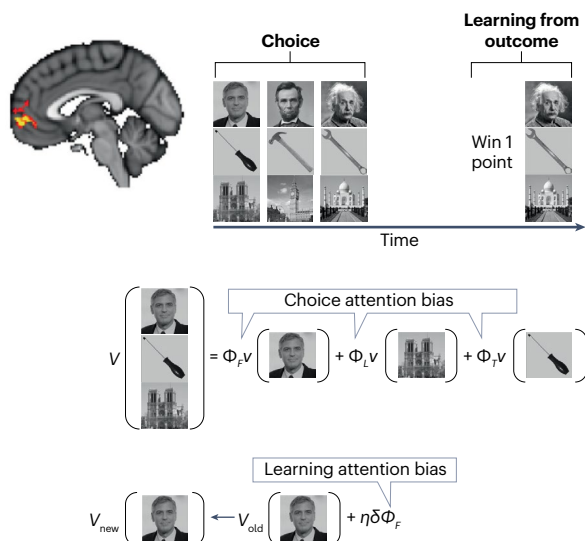 Choice
Learning from
outcome
Win 1
point
Time
Choice attention bias
V = Φ_F v + Φ_L v + Φ_T v
Learning attention bias
V_new ← V_old + ηδΦ_F